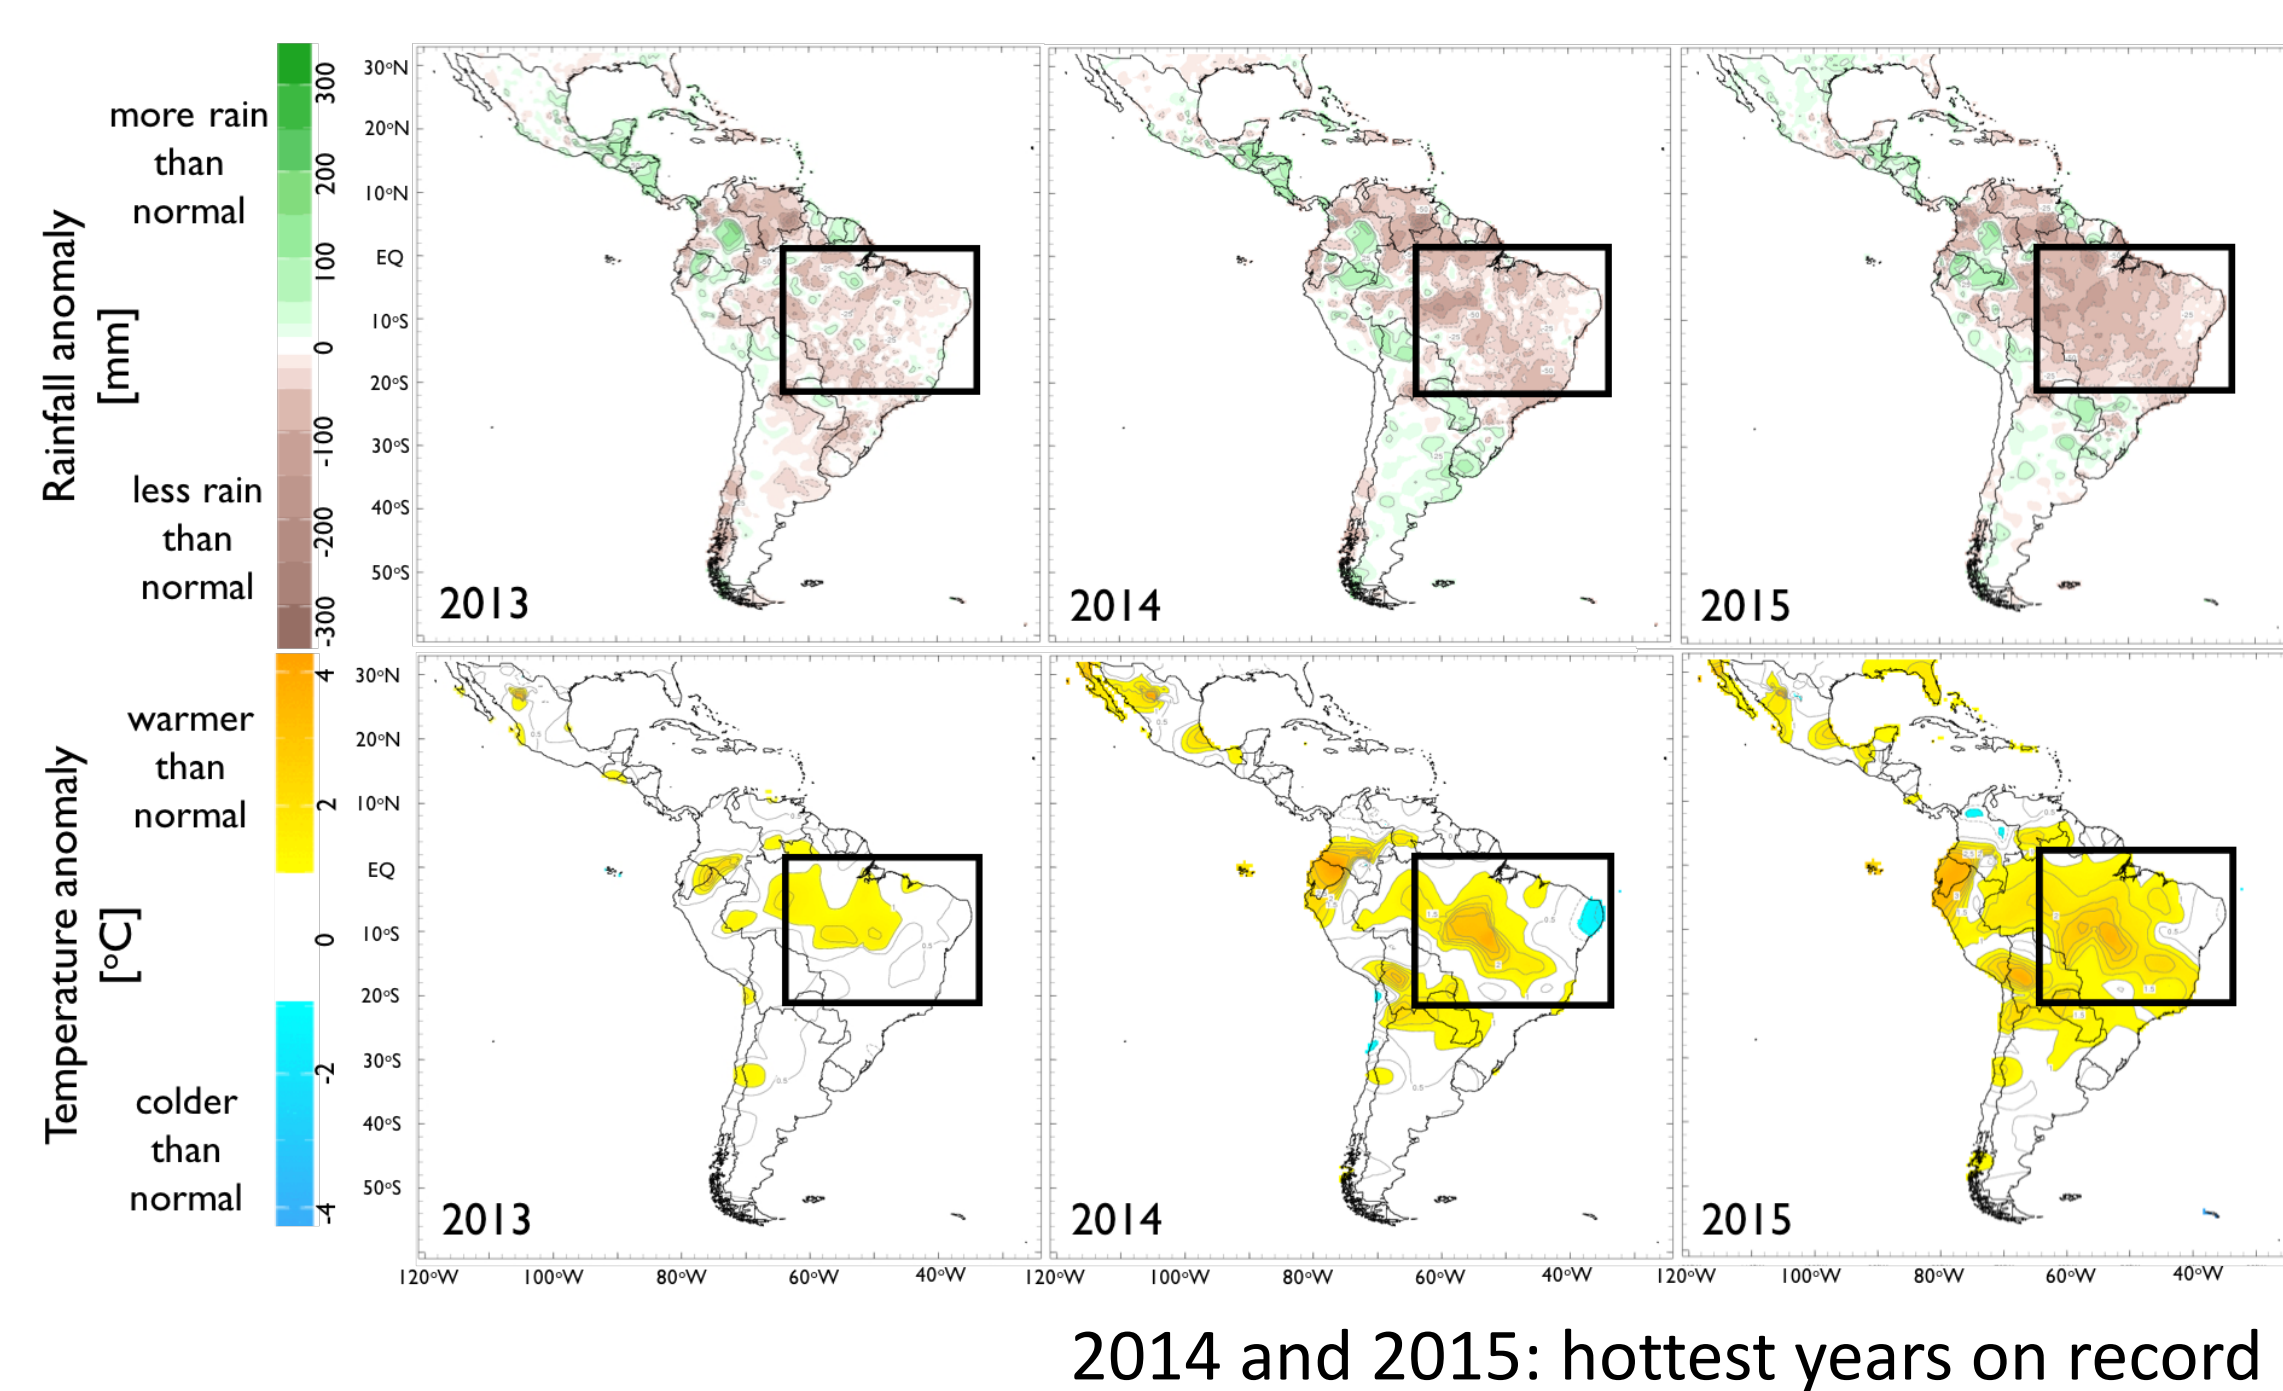 more rain
than
normal
Rainfall anomaly
[mm]
less rain
than
normal
300
200
100
0
-100
-200
-300
30°N
20°N
10°N
EQ
10°S
20°S
30°S
40°S
50°S
2013
2014
2015
warmer
than
normal
Temperature anomaly
[°C]
colder
than
normal
4
2
0
-2
-4
30°N
20°N
10°N
EQ
10°S
20°S
30°S
40°S
50°S
2013
2014
2015
120°W 100°W 80°W 60°W 40°W
120°W 100°W 80°W 60°W 40°W
120°W 100°W 80°W 60°W 40°W
2014 and 2015: hottest years on record